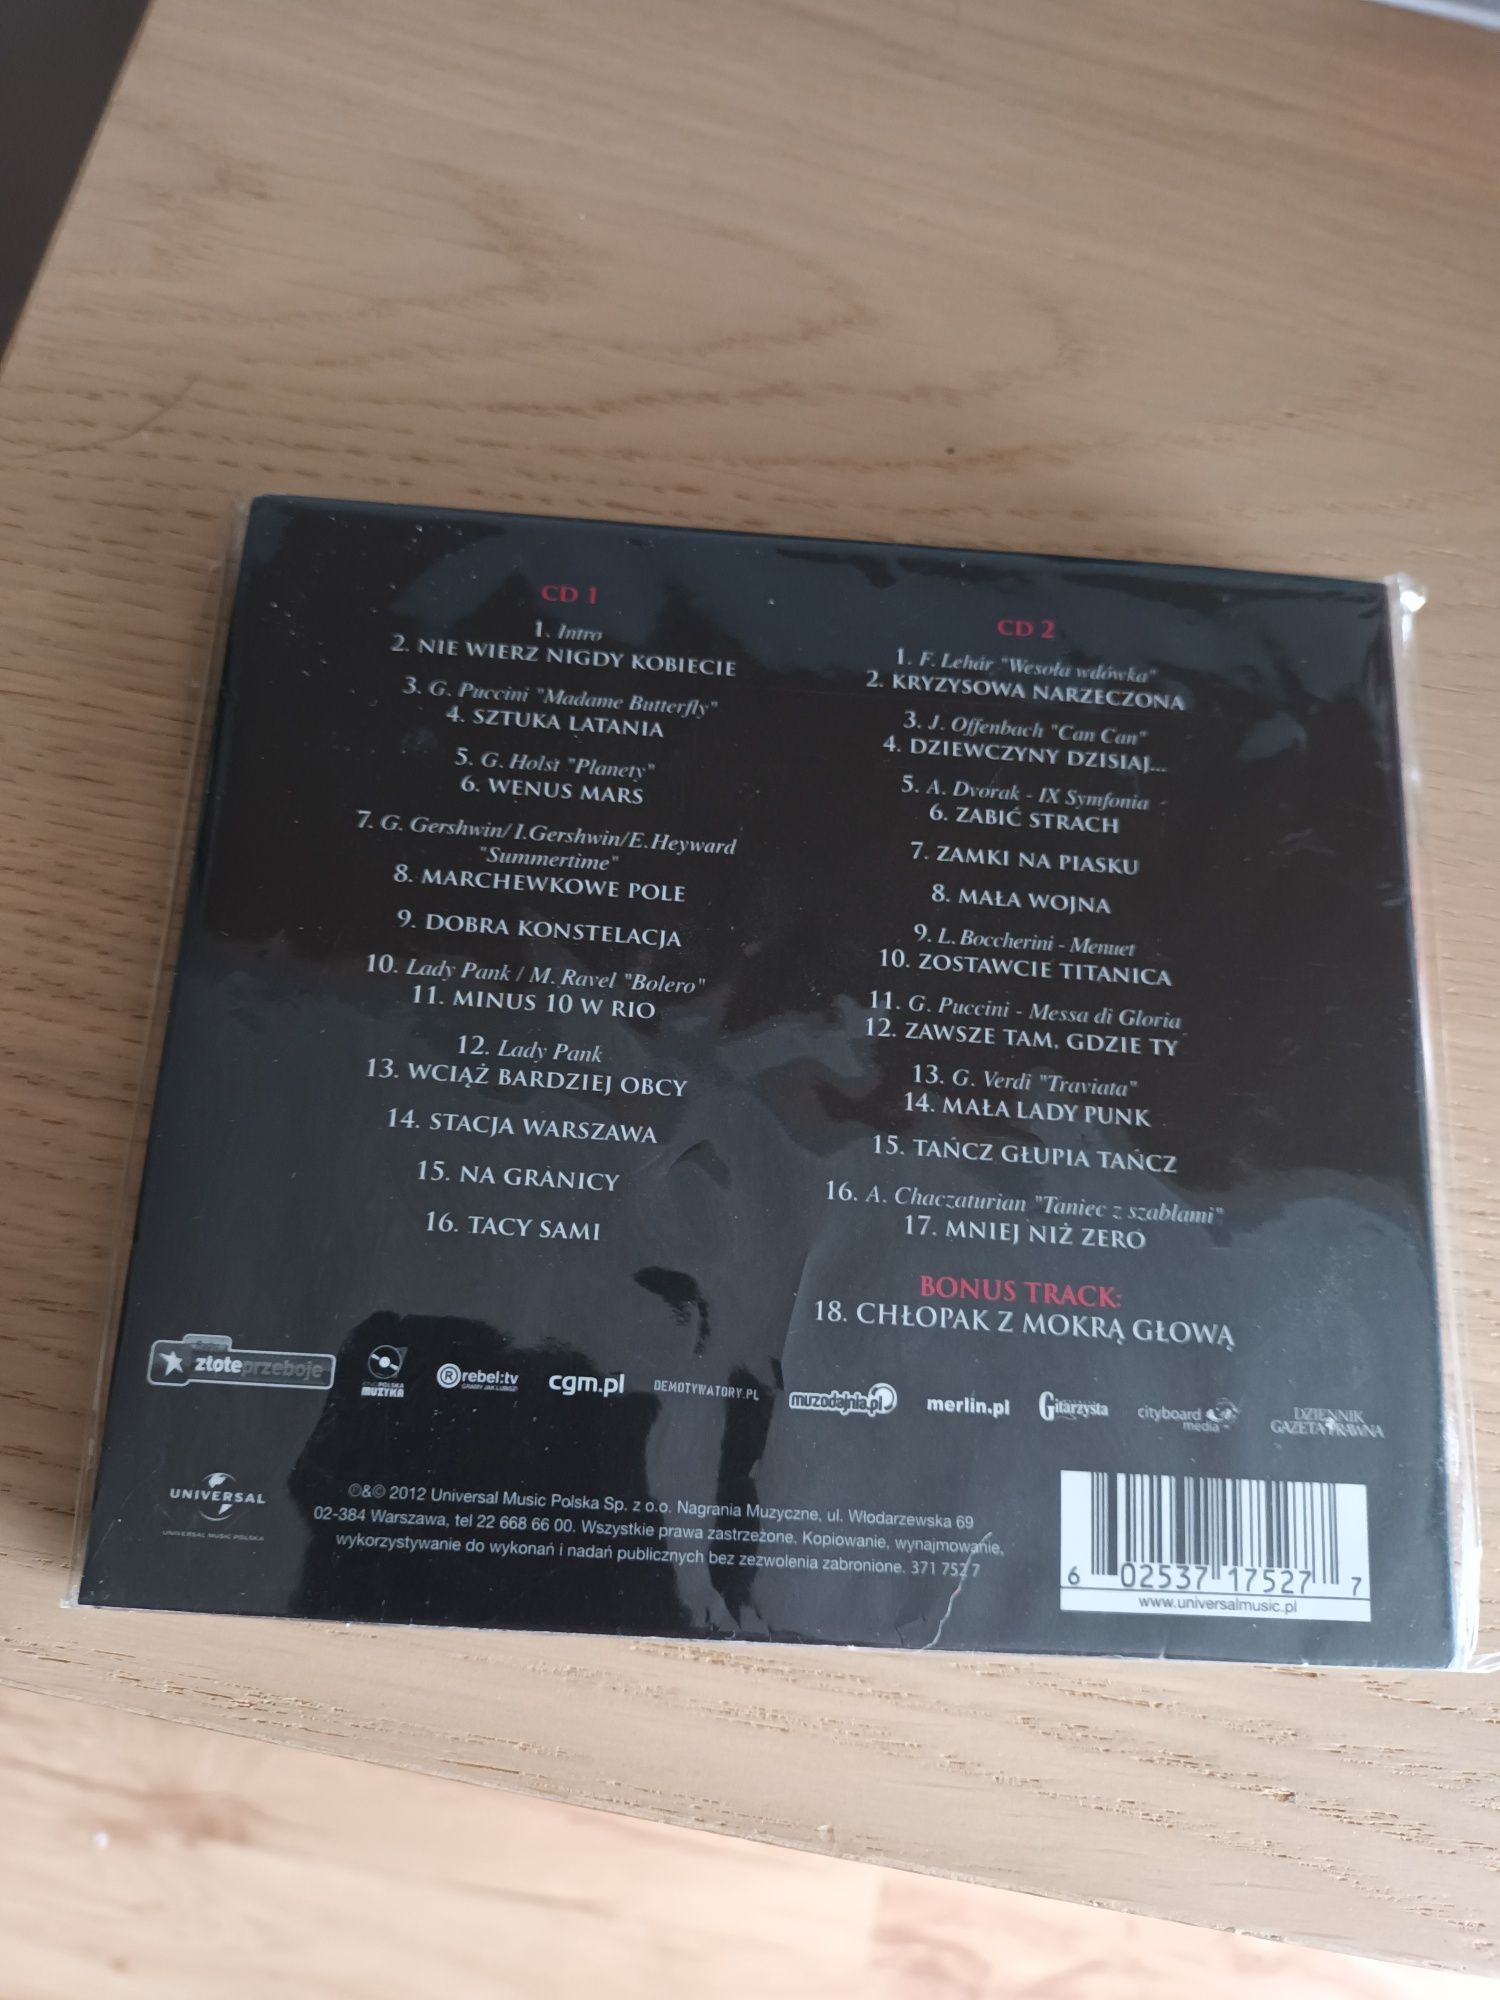 CD 1
1. Intro
2. NIE WIERZ NIGDY KOBIECIE
3. G. Puccini "Madame Butterfly"
4. SZTUKA LATANIA
5. G. Holst "Planety"
6. WENUS MARS
7. G. Gershwin/ I.Gershwin/E.Heyward
"Summertime"
8. MARCHEWKOWE POLE
9. DOBRA KONSTELACJA
10. Lady Pank / M. Ravel "Bolero"
11. MINUS 10 W RIO
12. Lady Pank
13. WCIĄŻ BARDZIEJ OBCY
14. STACJA WARSZAWA
15. NA GRANICY
16. TACY SAMI
CD 2
1. F. Lehár "Wesoła wdówka"
2. KRYZYSOWA NARZECZONA
3. J. Offenbach "Can Can"
4. DZIEWCZYNY DZISIAJ...
5. A. Dvorak - IX Symfonia
6. ZABIĆ STRACH
7. ZAMKI NA PIASKU
8. MAŁA WOJNA
9. L. Boccherini - Menuet
10. ZOSTAWCIE TITANICA
11. G. Puccini - Messa di Gloria
12. ZAWSZE TAM, GDZIE TY
13. G. Verdi "Traviata"
14. MAŁA LADY PUNK
15. TAŃCZ GŁUPIA TAŃCZ
16. A. Chaczaturian "Taniec z szablami"
17. MNIEJ NIŻ ZERO
BONUS TRACK:
18. CHŁOPAK Z MOKRĄ GŁOWĄ
złoteprzeboje
MUZYKA
rebel:tv
GRAMY JAK LUBISZ!
cgm.pl
DEMOTYWATORY.PL
muzodajnia.pl
merlin.pl
Gitarzysta
cityboard
media
DZIENNIK
GAZETA PRAWNA
UNIVERSAL
UNIVERSAL MUSIC POLSKA
℗&© 2012 Universal Music Polska Sp. z o.o. Nagrania Muzyczne, ul. Włodarzewska 69
02-384 Warszawa, tel 22 668 66 00. Wszystkie prawa zastrzeżone. Kopiowanie, wynajmowanie,
wykorzystywanie do wykonań i nadań publicznych bez zezwolenia zabronione. 371 752 7
6 02537 17527 7
www.universalmusic.pl